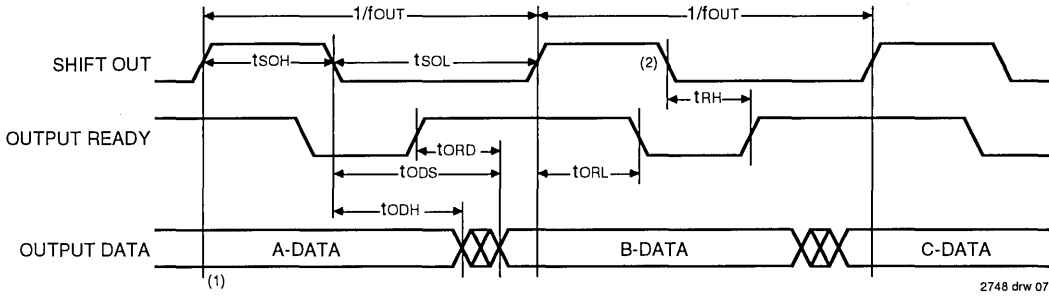 1/fOUT 1/fOUT
SHIFT OUT tSOH tSOL (2)
tRH
OUTPUT READY
tORD
tODS tORL
tODH
OUTPUT DATA A-DATA B-DATA C-DATA
(1)
2748 drw 07